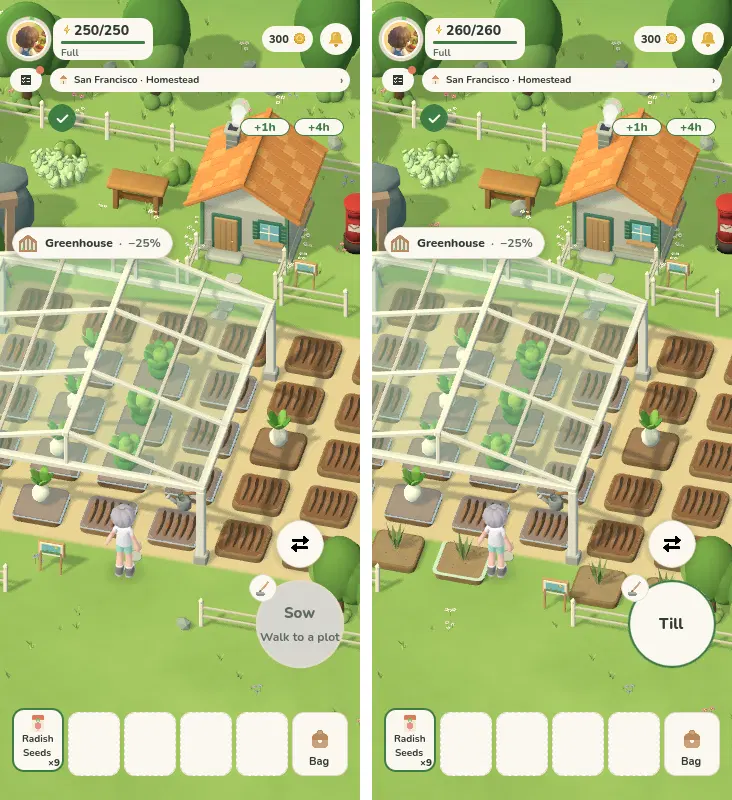 250/250
Full
300
San Francisco · Homestead ›
+1h
+4h
Greenhouse · −25%
Sow
Walk to a plot
Radish
Seeds
×9
Bag
260/260
Full
300
San Francisco · Homestead ›
+1h
+4h
Greenhouse · −25%
Till
Radish
Seeds
×9
Bag